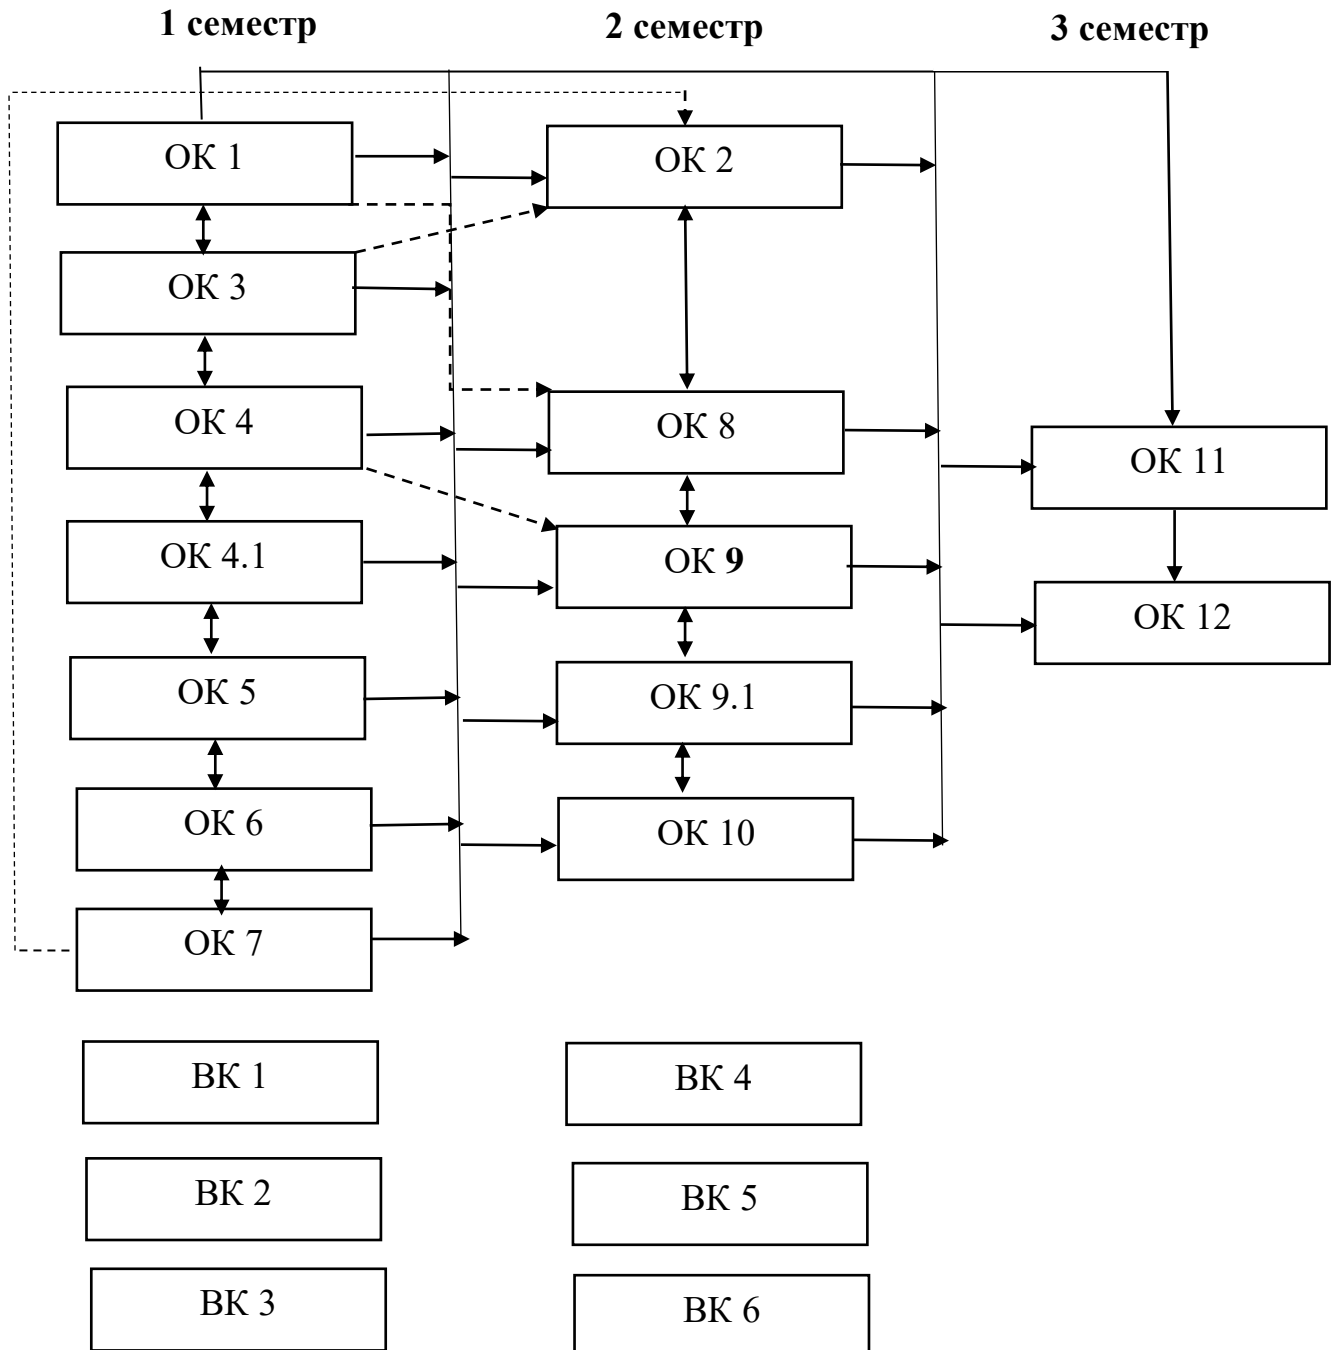 1 семестр
2 семестр
3 семестр
ОК 1
ОК 3
ОК 4
ОК 4.1
ОК 5
ОК 6
ОК 7
ВК 1
ВК 2
ВК 3
ОК 2
ОК 8
ОК 9
ОК 9.1
ОК 10
ВК 4
ВК 5
ВК 6
ОК 11
ОК 12